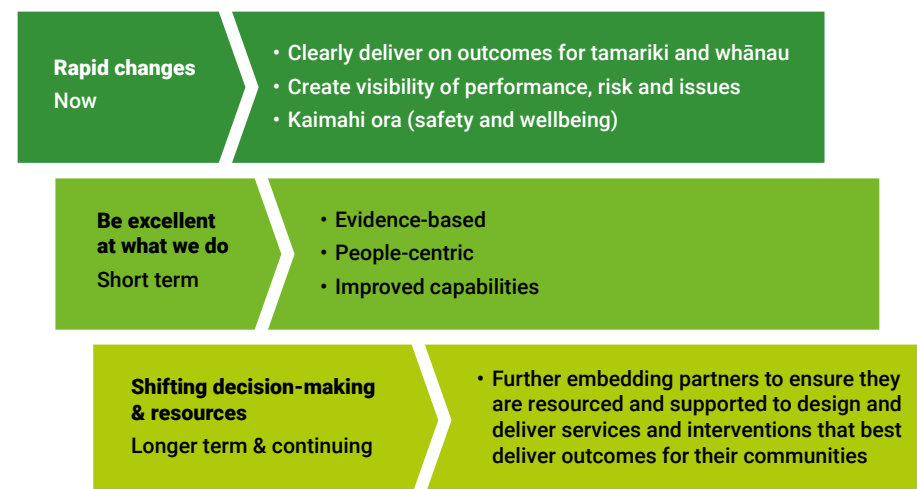 Rapid changes
Now
• Clearly deliver on outcomes for tamariki and whānau
• Create visibility of performance, risk and issues
• Kaimahi ora (safety and wellbeing)
Be excellent
at what we do
Short term
• Evidence-based
• People-centric
• Improved capabilities
Shifting decision-making
& resources
Longer term & continuing
• Further embedding partners to ensure they
are resourced and supported to design and
deliver services and interventions that best
deliver outcomes for their communities